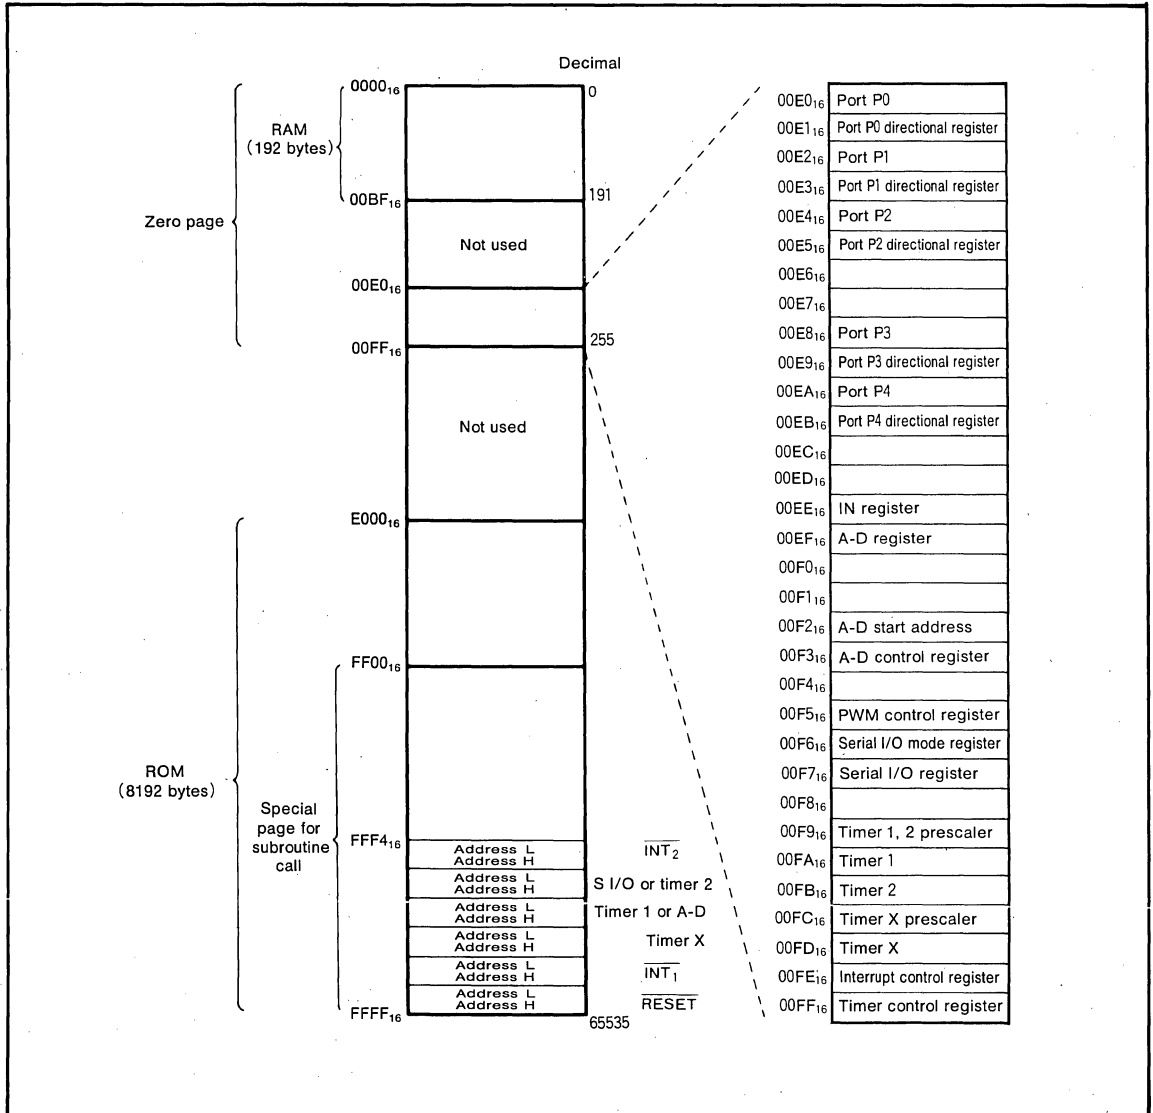 Decimal
0000₁₆
0
RAM
(192 bytes)
00BF₁₆
191
Zero page
Not used
00E0₁₆
00FF₁₆
255
Not used
E000₁₆
FF00₁₆
ROM
(8192 bytes)
Special
page for
subroutine
call
FFF4₁₆
Address L
Address H
INT₂
Address L
Address H
S I/O or timer 2
Address L
Address H
Timer 1 or A-D
Address L
Address H
Timer X
Address L
Address H
INT₁
Address L
Address H
RESET
FFFF₁₆
65535
00E0₁₆ Port P0
00E1₁₆ Port P0 directional register
00E2₁₆ Port P1
00E3₁₆ Port P1 directional register
00E4₁₆ Port P2
00E5₁₆ Port P2 directional register
00E6₁₆
00E7₁₆
00E8₁₆ Port P3
00E9₁₆ Port P3 directional register
00EA₁₆ Port P4
00EB₁₆ Port P4 directional register
00EC₁₆
00ED₁₆
00EE₁₆ IN register
00EF₁₆ A-D register
00F0₁₆
00F1₁₆
00F2₁₆ A-D start address
00F3₁₆ A-D control register
00F4₁₆
00F5₁₆ PWM control register
00F6₁₆ Serial I/O mode register
00F7₁₆ Serial I/O register
00F8₁₆
00F9₁₆ Timer 1, 2 prescaler
00FA₁₆ Timer 1
00FB₁₆ Timer 2
00FC₁₆ Timer X prescaler
00FD₁₆ Timer X
00FE₁₆ Interrupt control register
00FF₁₆ Timer control register